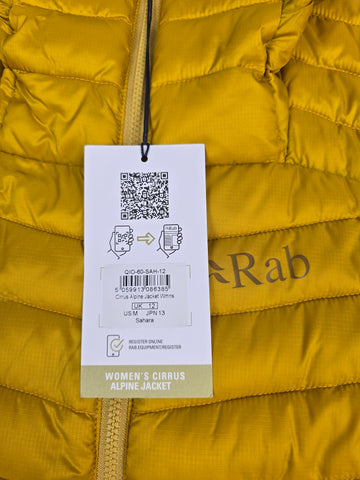 QIO-60-SAH-12
5 059913 086385
Cirrus Alpine Jacket Wmns
UK 12
US M JPN 13
Sahara
REGISTER ONLINE
RAB.EQUIPMENT/REGISTER
WOMEN'S CIRRUS
ALPINE JACKET
Rab